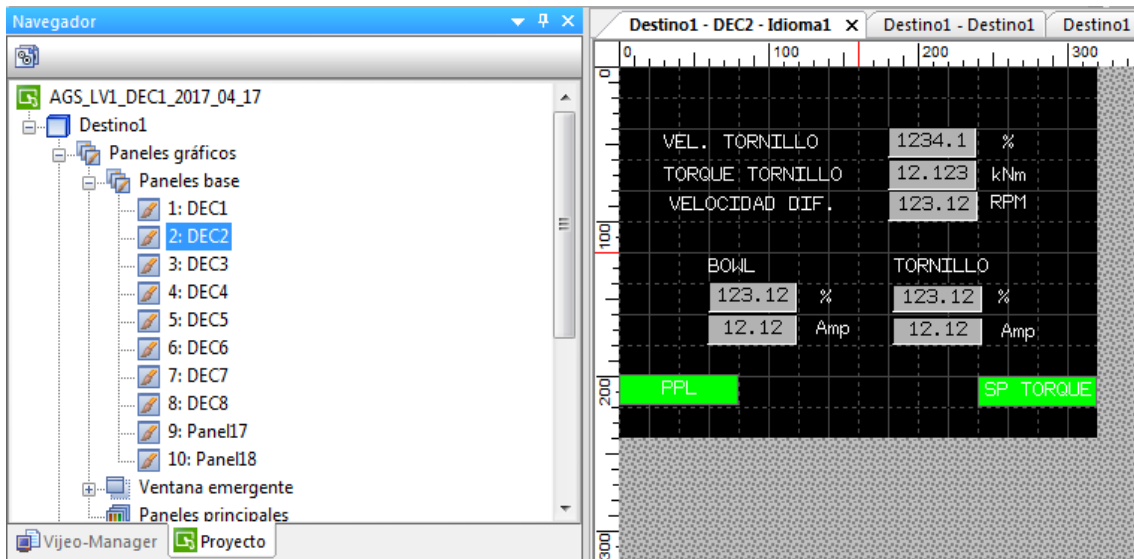 Navegador
AGS_LV1_DEC1_2017_04_17
Destino1
Paneles gráficos
Paneles base
1: DEC1
2: DEC2
3: DEC3
4: DEC4
5: DEC5
6: DEC6
7: DEC7
8: DEC8
9: Panel17
10: Panel18
Ventana emergente
Paneles principales
Vijeo-Manager Proyecto
Destino1 - DEC2 - Idioma1 Destino1 - Destino1 Destino1
0 100 200 300
0
100
200
300
VEL. TORNILLO 1234.1 %
TORQUE TORNILLO 12.123 kNm
VELOCIDAD DIF. 123.12 RPM
BOWL TORNILLO
123.12 % 123.12 %
12.12 Amp 12.12 Amp
PPL SP TORQUE